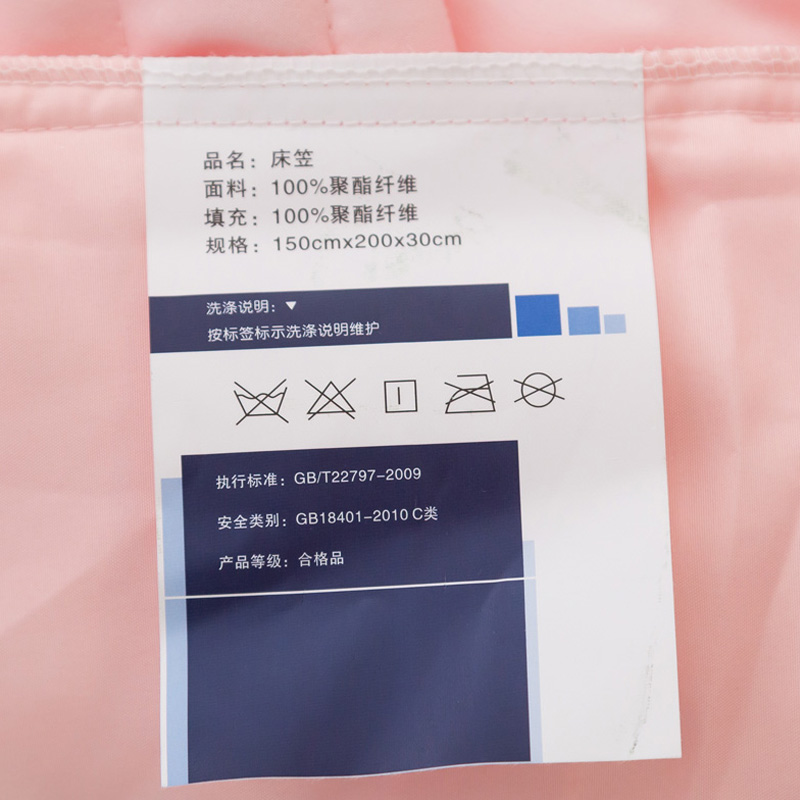 品名：床笠
面料：100%聚酯纤维
填充：100%聚酯纤维
规格：150cmx200x30cm
洗涤说明：▼
按标签标示洗涤说明维护
执行标准：GB/T22797-2009
安全类别：GB18401-2010 C类
产品等级：合格品